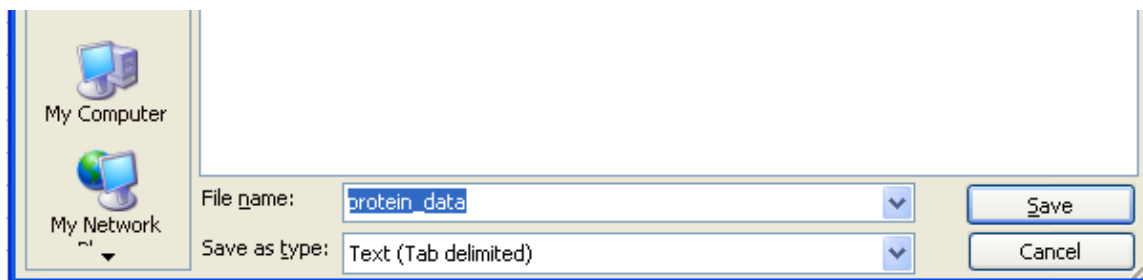 My Computer
My Network
File name:
protein_data
Save
Save as type:
Text (Tab delimited)
Cancel